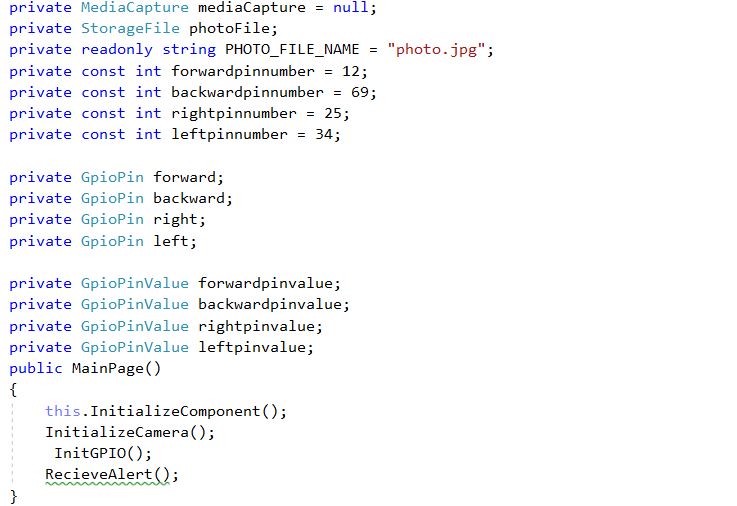 private MediaCapture mediaCapture = null;
private StorageFile photoFile;
private readonly string PHOTO_FILE_NAME = "photo.jpg";
private const int forwardpinnumber = 12;
private const int backwardpinnumber = 69;
private const int rightpinnumber = 25;
private const int leftpinnumber = 34;

private GpioPin forward;
private GpioPin backward;
private GpioPin right;
private GpioPin left;

private GpioPinValue forwardpinvalue;
private GpioPinValue backwardpinvalue;
private GpioPinValue rightpinvalue;
private GpioPinValue leftpinvalue;
public MainPage()
{
    this.InitializeComponent();
    InitializeCamera();
     InitGPIO();
    RecieveAlert();
}